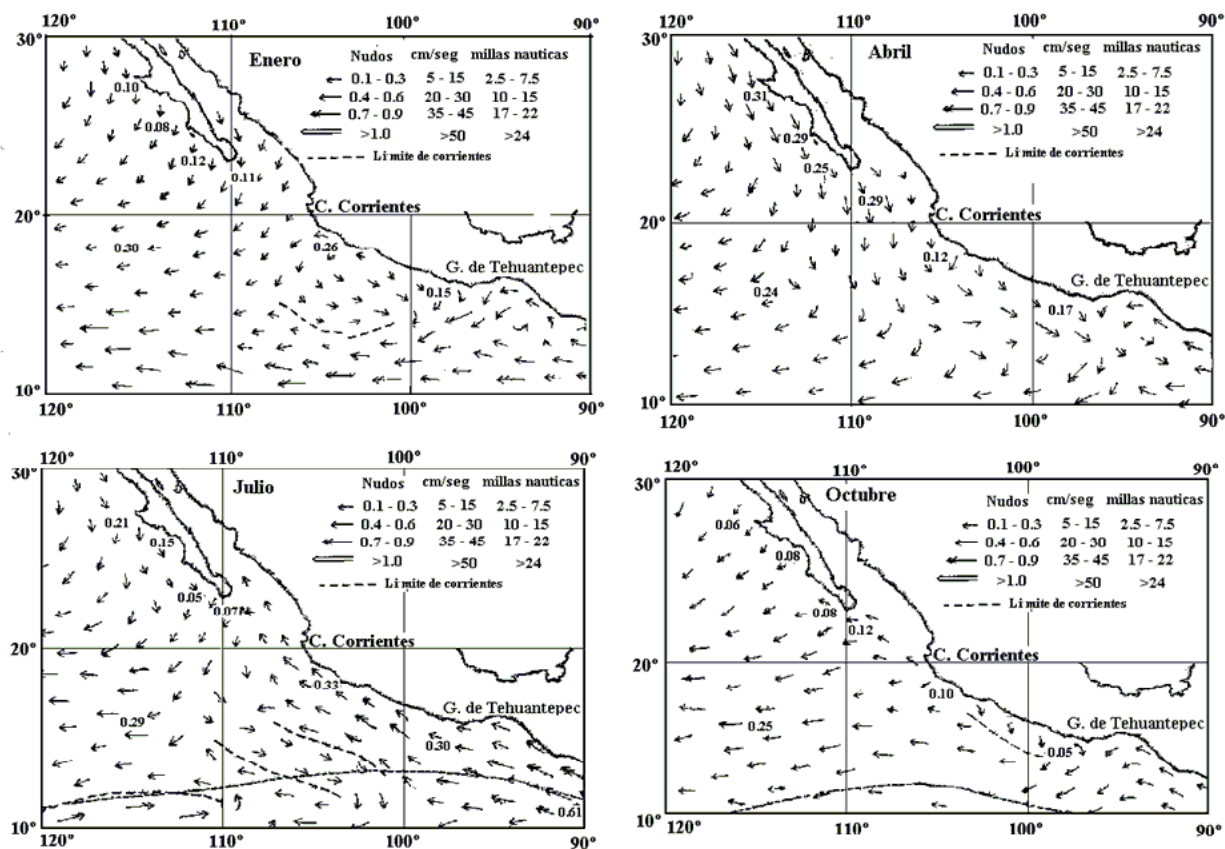 120° 110° 100° 90°
30°
Enero
Nudos cm/seg millas nauticas
0.1 - 0.3 5 - 15 2.5 - 7.5
0.4 - 0.6 20 - 30 10 - 15
0.7 - 0.9 35 - 45 17 - 22
>1.0 >50 >24
Limite de corrientes
0.10
0.08
0.12
0.11
20°
C. Corrientes
0.30
0.26
G. de Tehuantepec
0.15
10°
120° 110° 100° 90°
120° 110° 100° 90°
30°
Abril
Nudos cm/seg millas nauticas
0.1 - 0.3 5 - 15 2.5 - 7.5
0.4 - 0.6 20 - 30 10 - 15
0.7 - 0.9 35 - 45 17 - 22
>1.0 >50 >24
Limite de corrientes
0.31
0.29
0.25
0.29
C. Corrientes
20°
0.12
G. de Tehuantepec
0.24
0.17
10°
120° 110° 100° 90°
120° 110° 100° 90°
30°
Julio
Nudos cm/seg millas nauticas
0.1 - 0.3 5 - 15 2.5 - 7.5
0.4 - 0.6 20 - 30 10 - 15
0.7 - 0.9 35 - 45 17 - 22
>1.0 >50 >24
Limite de corrientes
0.21
0.15
0.05
0.07
C. Corrientes
20°
0.33
G. de Tehuantepec
0.29
0.30
0.61
10°
120° 110° 100° 90°
120° 110° 100° 90°
30°
Octubre
Nudos cm/seg millas nauticas
0.1 - 0.3 5 - 15 2.5 - 7.5
0.4 - 0.6 20 - 30 10 - 15
0.7 - 0.9 35 - 45 17 - 22
>1.0 >50 >24
Limite de corrientes
0.06
0.08
0.08
0.12
C. Corrientes
20°
0.10
G. de Tehuantepec
0.25
0.05
10°
120° 110° 100° 90°